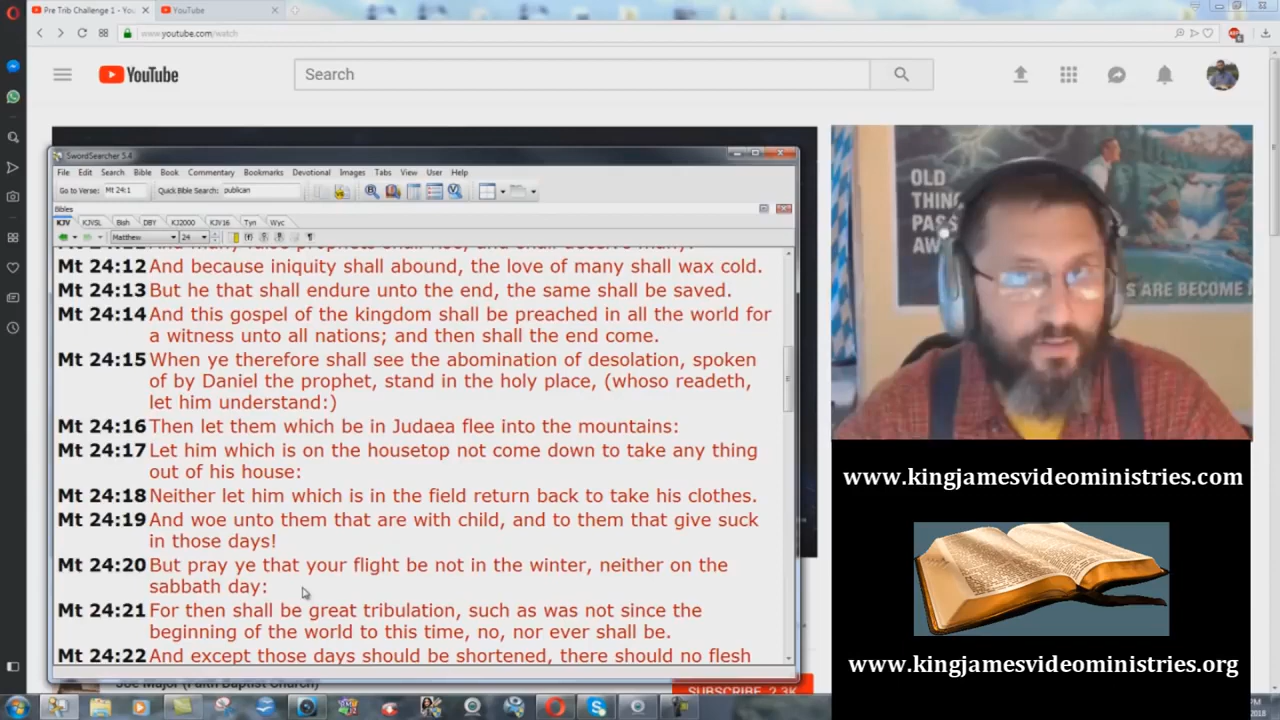 Pre Trib Challenge 1 - You
YouTube
www.youtube.com/watch
YouTube
Search
SwordSearcher 5.4
File Edit Search Bible Book Commentary Bookmarks Devotional Images Tabs View User Help
Go to Verse: Mt 24:1 Quick Bible Search: publican
Bibles
KJV KJVSL Bish DBY KJ2000 KJV16 Tyn Wyc
Matthew 24
Mt 24:12 And because iniquity shall abound, the love of many shall wax cold.
Mt 24:13 But he that shall endure unto the end, the same shall be saved.
Mt 24:14 And this gospel of the kingdom shall be preached in all the world for
a witness unto all nations; and then shall the end come.
Mt 24:15 When ye therefore shall see the abomination of desolation, spoken
of by Daniel the prophet, stand in the holy place, (whoso readeth,
let him understand:)
Mt 24:16 Then let them which be in Judaea flee into the mountains:
Mt 24:17 Let him which is on the housetop not come down to take any thing
out of his house:
Mt 24:18 Neither let him which is in the field return back to take his clothes.
Mt 24:19 And woe unto them that are with child, and to them that give suck
in those days!
Mt 24:20 But pray ye that your flight be not in the winter, neither on the
sabbath day:
Mt 24:21 For then shall be great tribulation, such as was not since the
beginning of the world to this time, no, nor ever shall be.
Mt 24:22 And except those days should be shortened, there should no flesh
Joe Major (Faith Baptist Church)
SUBSCRIBE 2.3K
OLD
THING
PAS
AW
S ARE BECOME
www.kingjamesvideoministries.com
www.kingjamesvideoministries.org
PM
2018